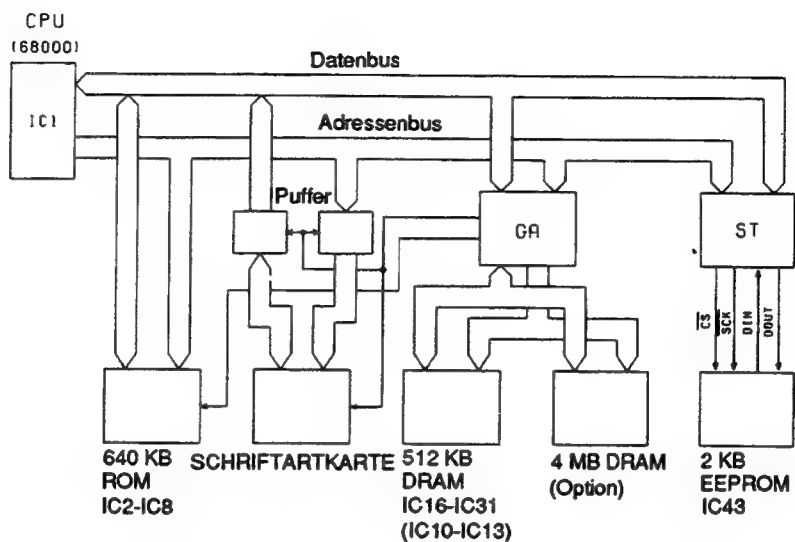 CPU
(68000)
IC1
Datenbus
Adressenbus
Puffer
GA
ST
CS
SCK
DIN
DOUT
640 KB
ROM
IC2-IC8
SCHRIFTARTKARTE
512 KB
DRAM
IC16-IC31
(IC10-IC13)
4 MB DRAM
(Option)
2 KB
EEPROM
IC43